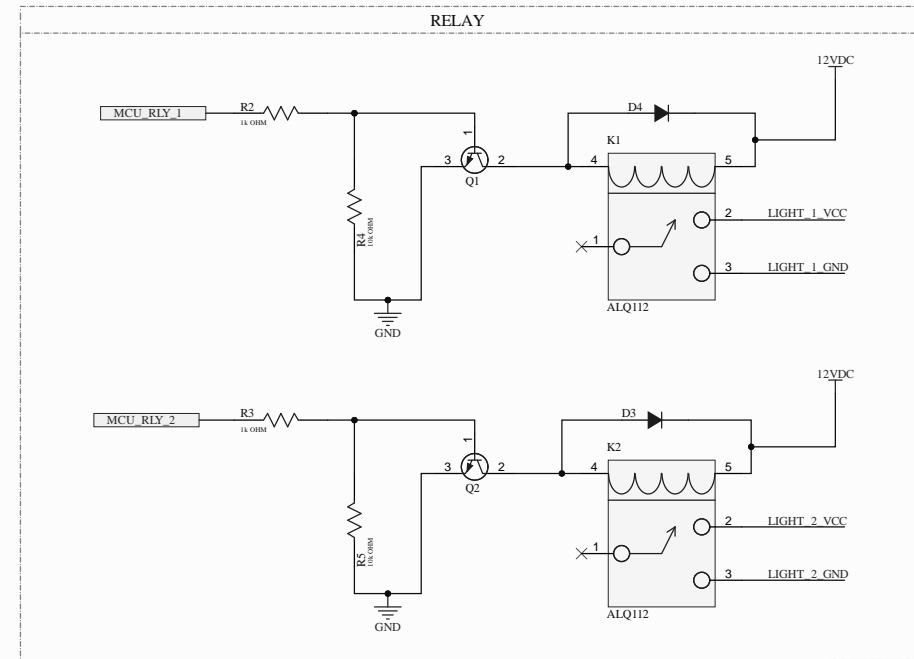 RELAY
12VDC
MCU_RLY_1
R2
1k OHM
1
3
2
Q1
D4
K1
4
5
R4
10k OHM
2
LIGHT_1_VCC
1
3
LIGHT_1_GND
ALQ112
GND
12VDC
MCU_RLY_2
R3
1k OHM
1
3
2
Q2
D3
K2
4
5
R5
10k OHM
2
LIGHT_2_VCC
1
3
LIGHT_2_GND
ALQ112
GND